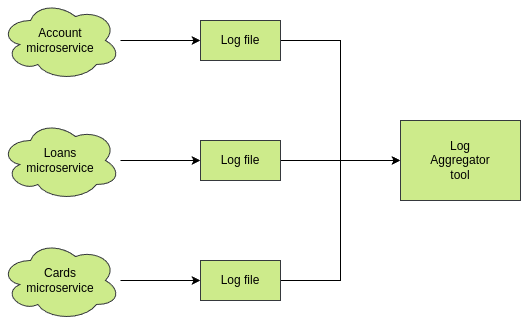 Account
microservice
Log file
Loans
microservice
Log file
Log
Aggregator
tool
Cards
microservice
Log file